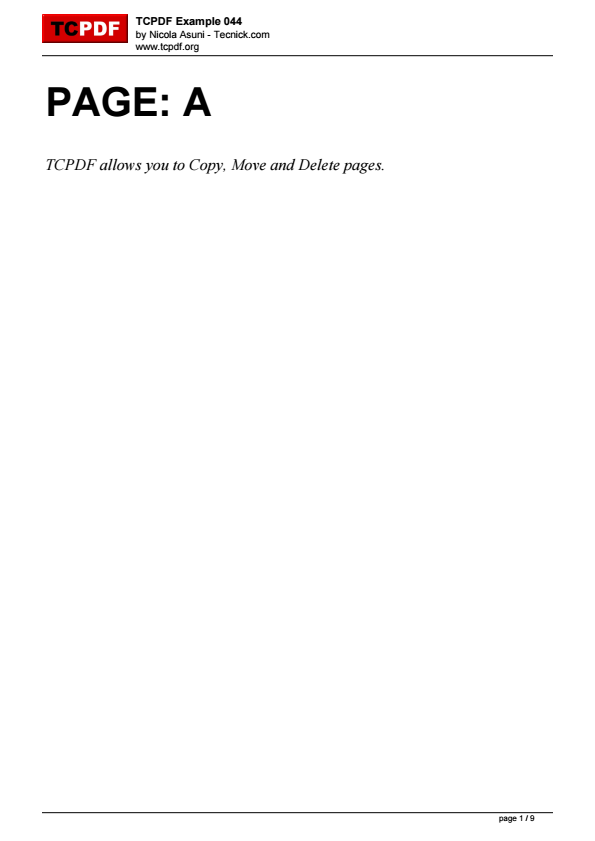 TCPDF
TCPDF Example 044
by Nicola Asuni - Tecnick.com
www.tcpdf.org
PAGE: A
TCPDF allows you to Copy, Move and Delete pages.
page 1 / 9